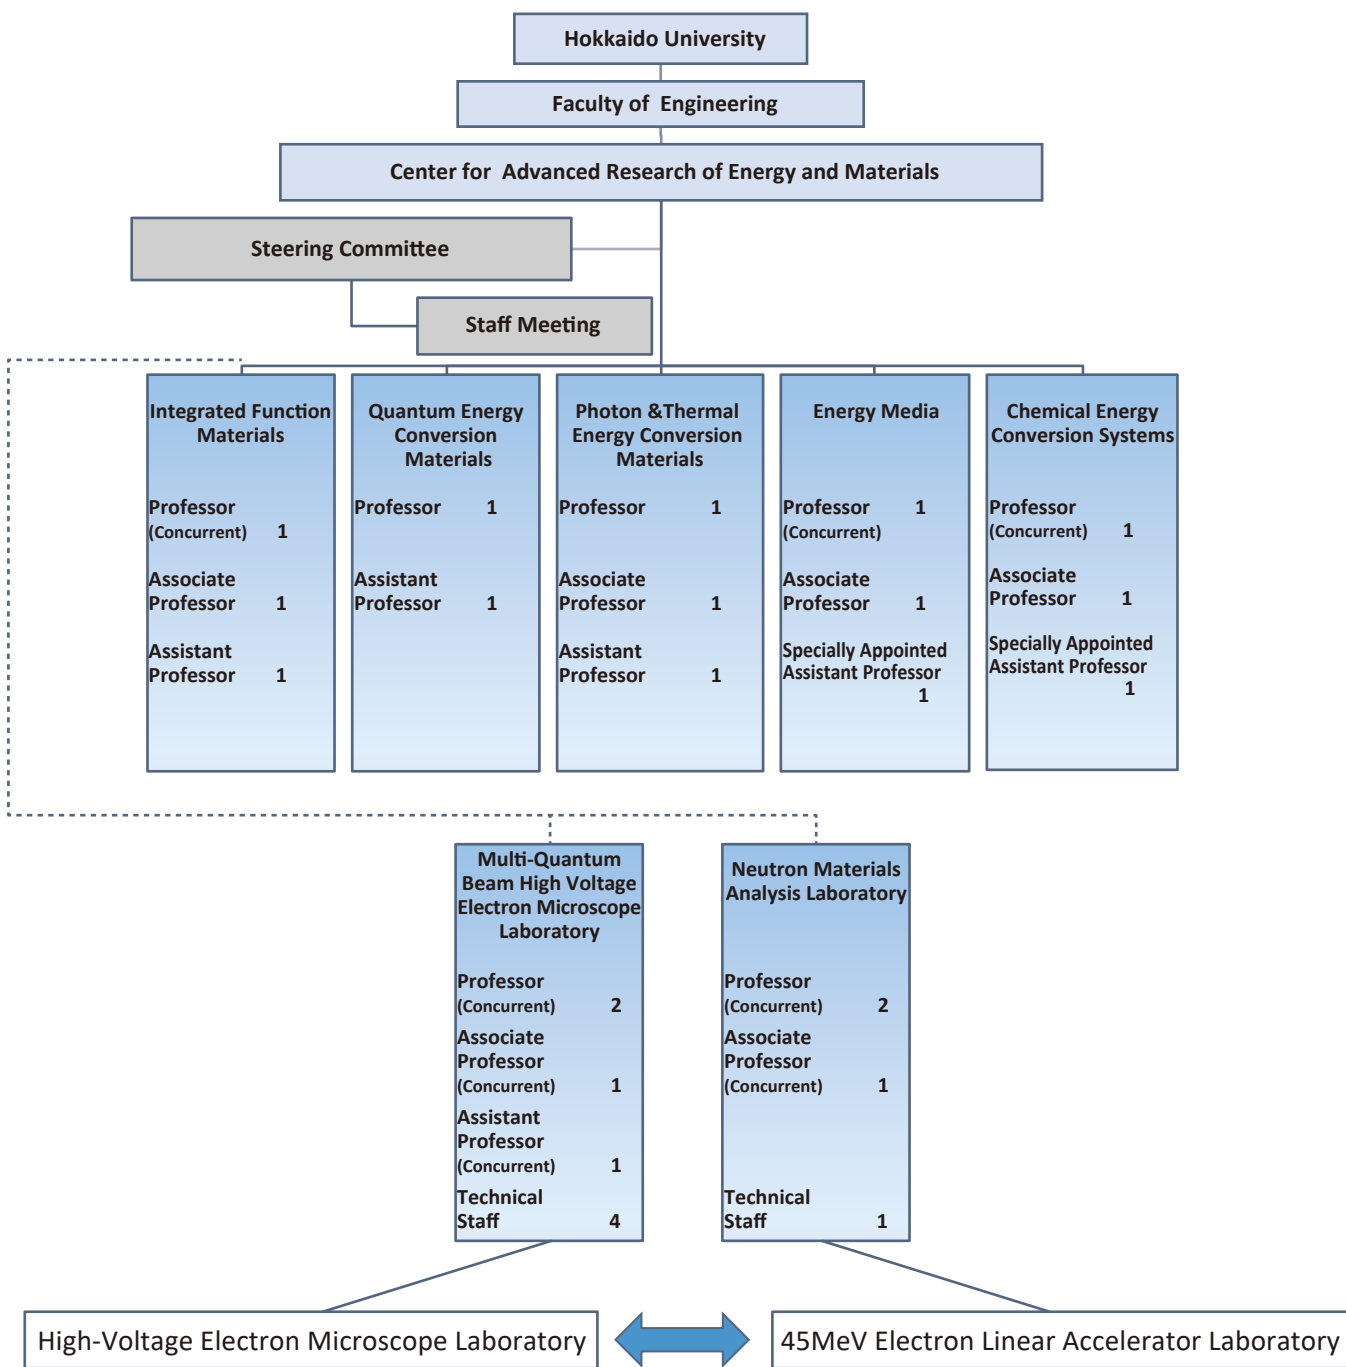 Hokkaido University
Faculty of Engineering
Center for Advanced Research of Energy and Materials
Steering Committee
Staff Meeting
Integrated Function
Materials
Professor
(Concurrent) 1
Associate
Professor 1
Assistant
Professor 1
Quantum Energy
Conversion
Materials
Professor 1
Assistant
Professor 1
Photon &Thermal
Energy Conversion
Materials
Professor 1
Associate
Professor 1
Assistant
Professor 1
Energy Media
Professor 1
(Concurrent)
Associate
Professor 1
Specially Appointed
Assistant Professor
1
Chemical Energy
Conversion Systems
Professor
(Concurrent) 1
Associate
Professor 1
Specially Appointed
Assistant Professor
1
Multi-Quantum
Beam High Voltage
Electron Microscope
Laboratory
Professor
(Concurrent) 2
Associate
Professor
(Concurrent) 1
Assistant
Professor
(Concurrent) 1
Technical
Staff 4
Neutron Materials
Analysis Laboratory
Professor
(Concurrent) 2
Associate
Professor
(Concurrent) 1
Technical
Staff 1
High-Voltage Electron Microscope Laboratory
45MeV Electron Linear Accelerator Laboratory